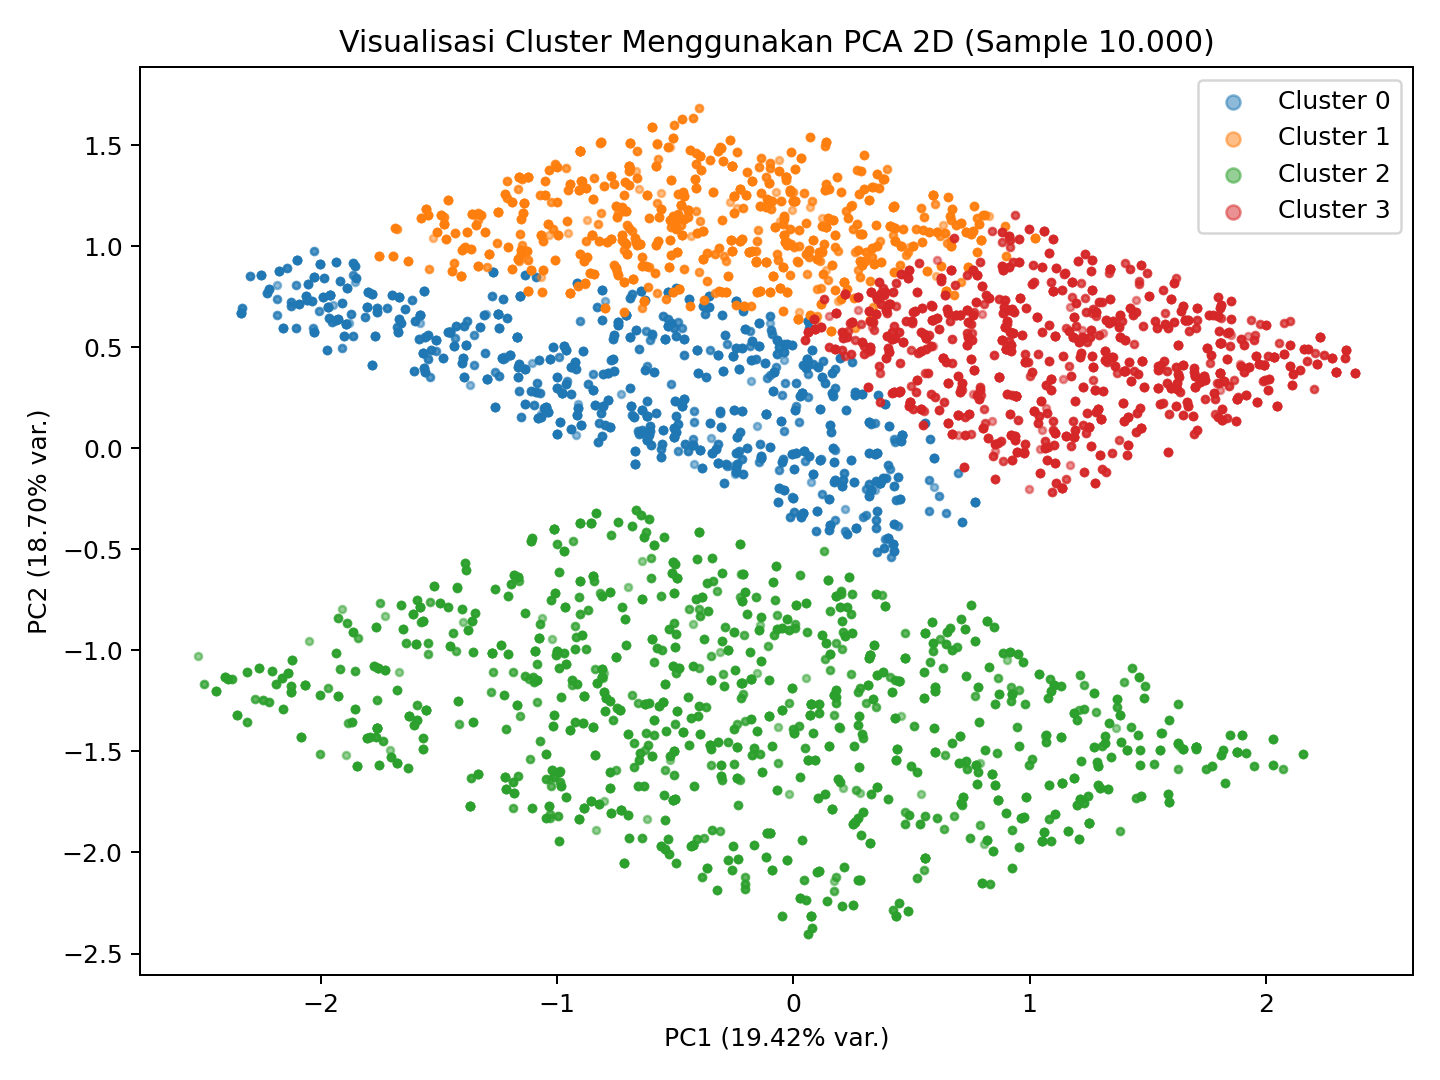 Visualisasi Cluster Menggunakan PCA 2D (Sample 10.000)
Cluster 0
Cluster 1
Cluster 2
Cluster 3
1.5
1.0
0.5
0.0
−0.5
−1.0
−1.5
−2.0
−2.5
PC2 (18.70% var.)
−2
−1
0
1
2
PC1 (19.42% var.)